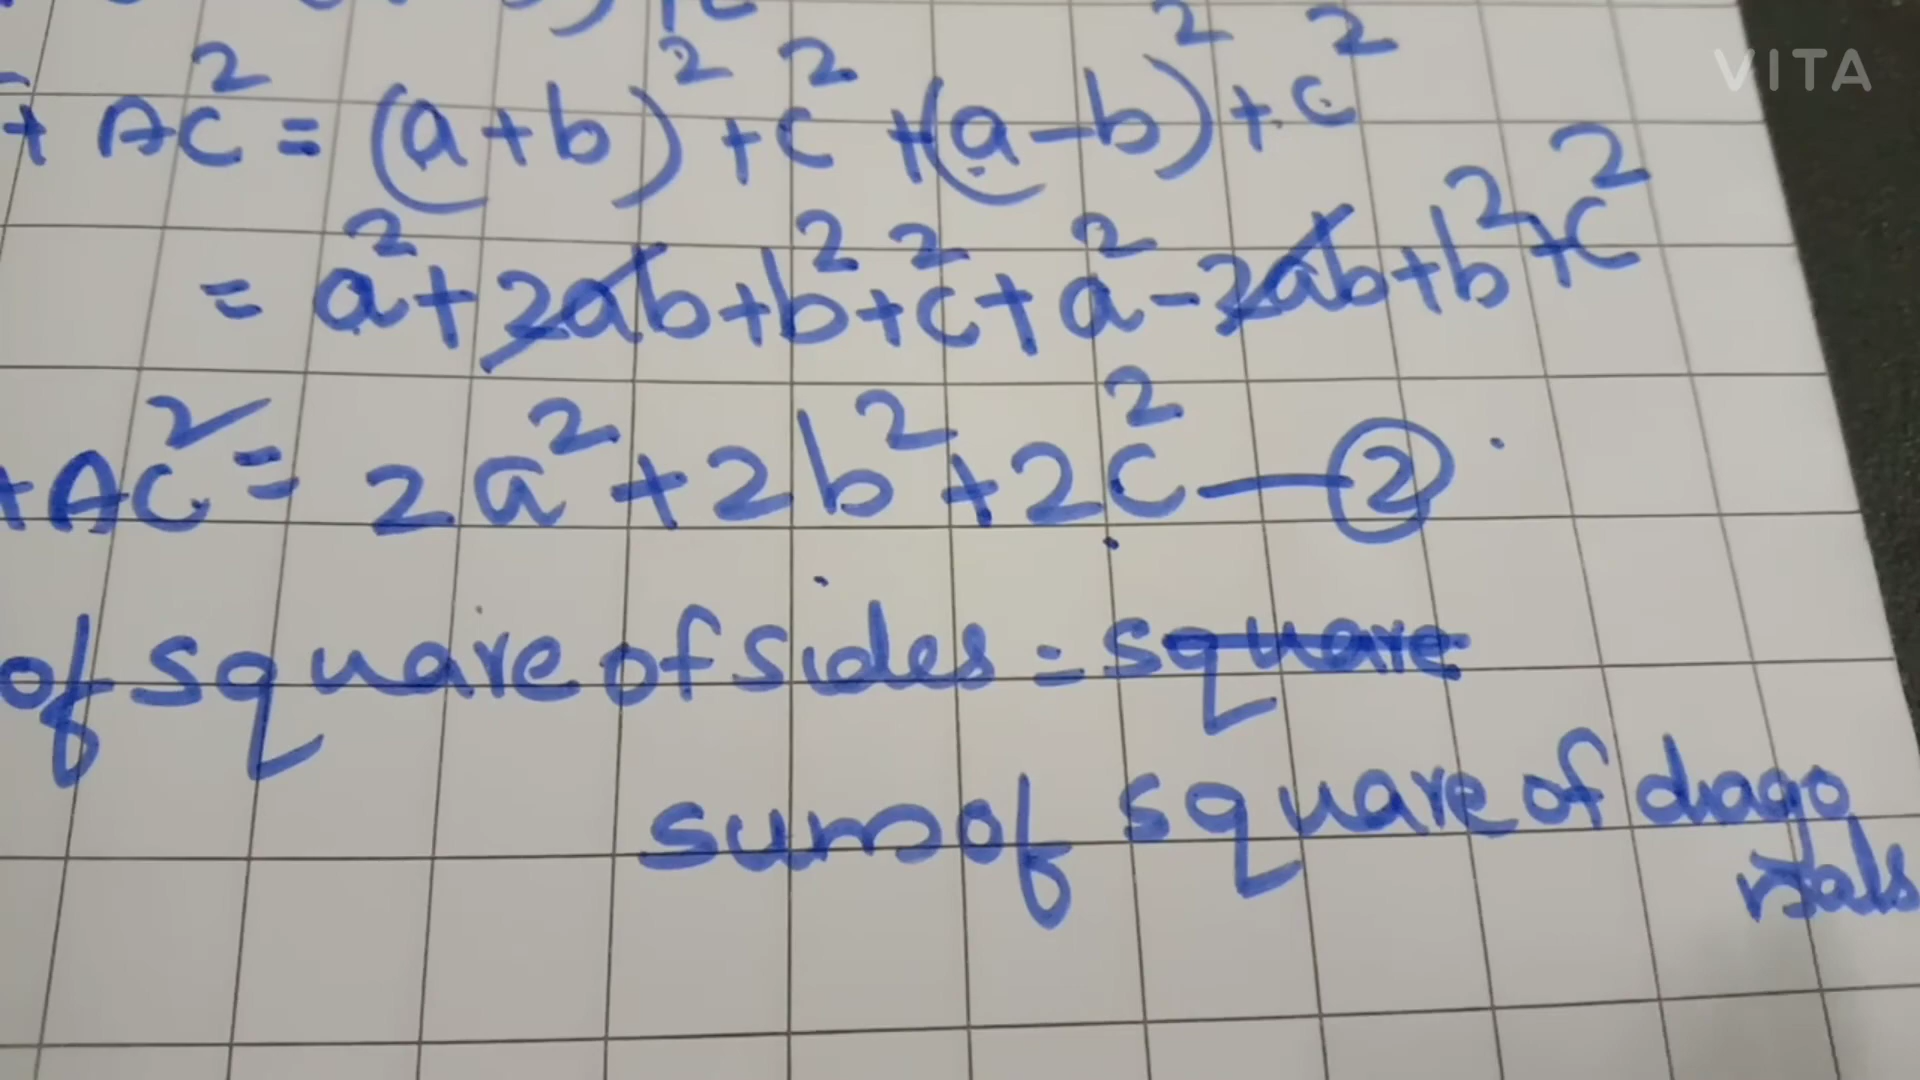 VITA
+ AC² = (a+b)² + c² + (a-b)² + c²
= a² + 2ab + b² + c² + a² - 2ab + b² + c²
+ AC² = 2a² + 2b² + 2c² — ②
of square of sides = square
sum of square of diago
nals